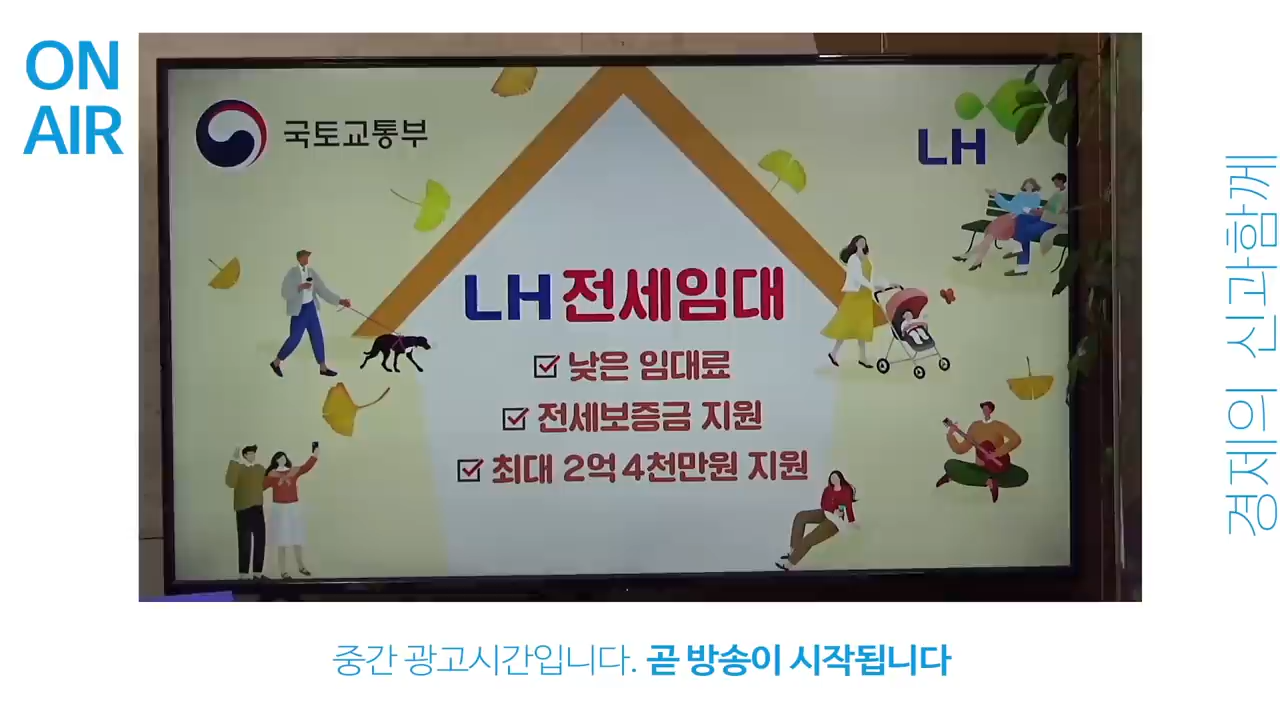 ON
AIR
국토교통부
LH
LH 전세임대
낮은 임대료
전세보증금 지원
최대 2억 4천만원 지원
경제의 신과함께
중간 광고시간입니다. 곧 방송이 시작됩니다